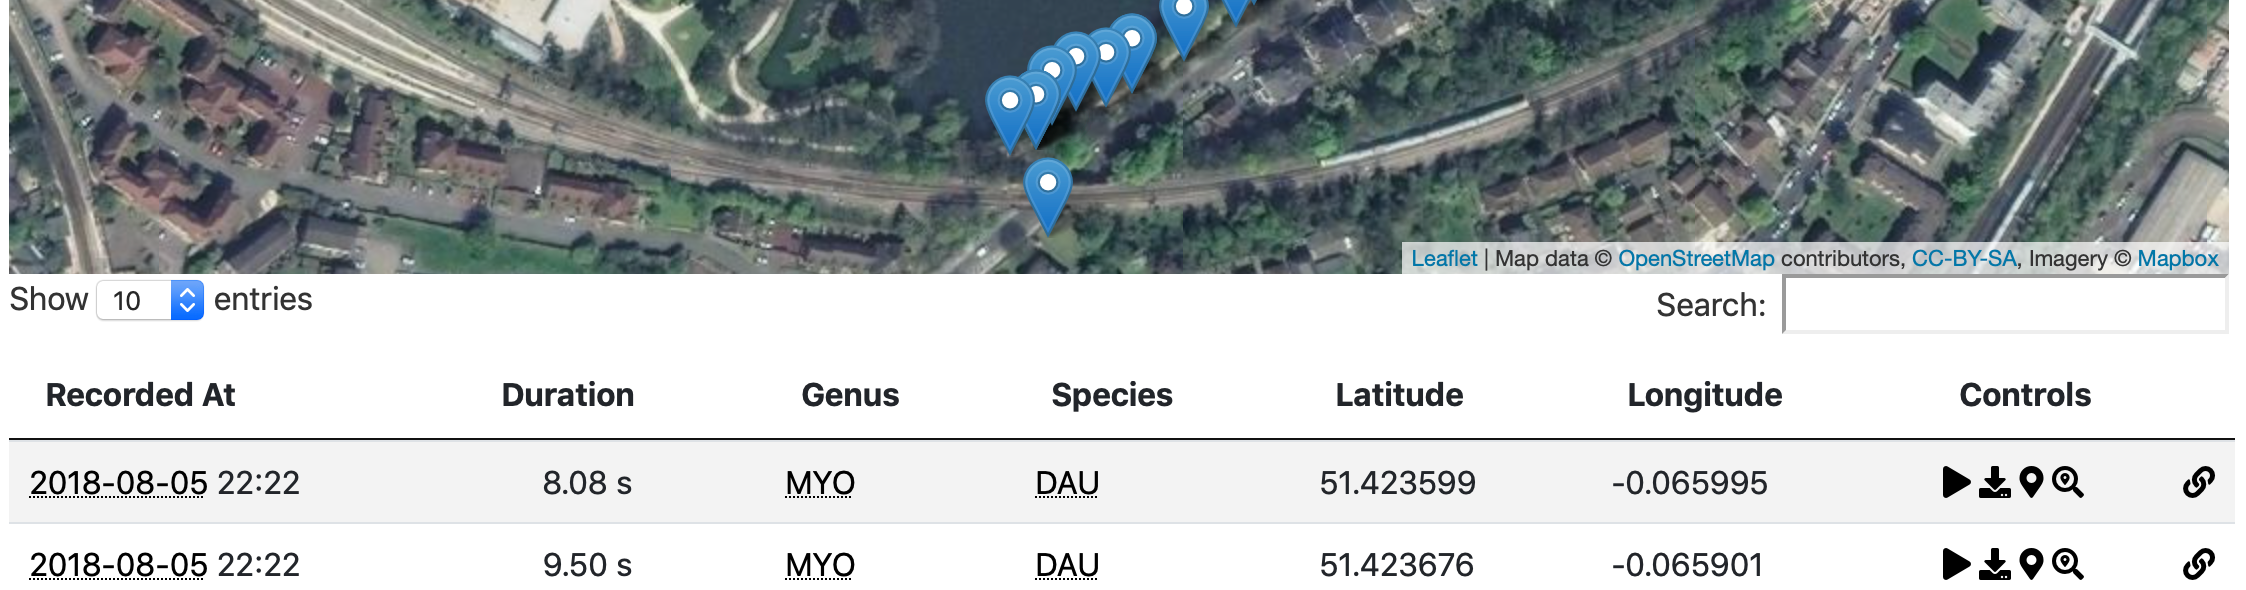 Leaflet | Map data © OpenStreetMap contributors, CC-BY-SA, Imagery © Mapbox
Show 10 entries Search:
Recorded At Duration Genus Species Latitude Longitude Controls
2018-08-05 22:22 8.08 s MYO DAU 51.423599 -0.065995
2018-08-05 22:22 9.50 s MYO DAU 51.423676 -0.065901